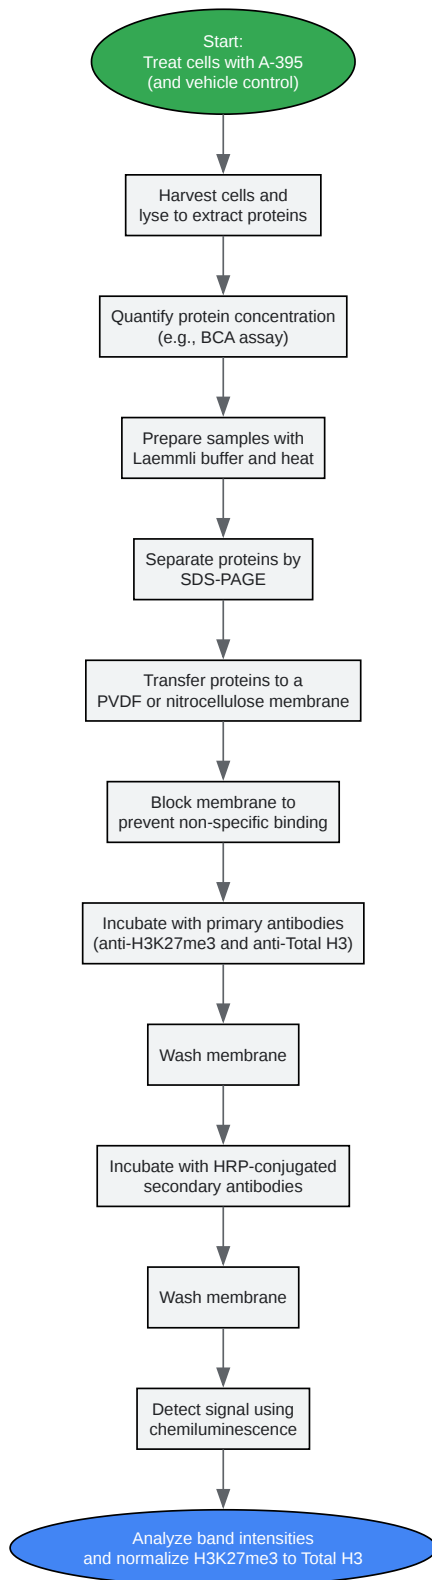 Start:
Treat cells with A-395
(and vehicle control)
Harvest cells and
lyse to extract proteins
Quantify protein concentration
(e.g., BCA assay)
Prepare samples with
Laemmli buffer and heat
Separate proteins by
SDS-PAGE
Transfer proteins to a
PVDF or nitrocellulose membrane
Block membrane to
prevent non-specific binding
Incubate with primary antibodies
(anti-H3K27me3 and anti-Total H3)
Wash membrane
Incubate with HRP-conjugated
secondary antibodies
Wash membrane
Detect signal using
chemiluminescence
Analyze band intensities
and normalize H3K27me3 to Total H3